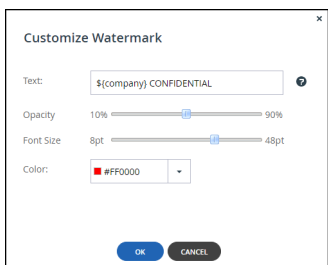 ×
Customize Watermark
Text: ${company} CONFIDENTIAL ?
Opacity 10% 90%
Font Size 8pt 48pt
Color: #FF0000
OK CANCEL